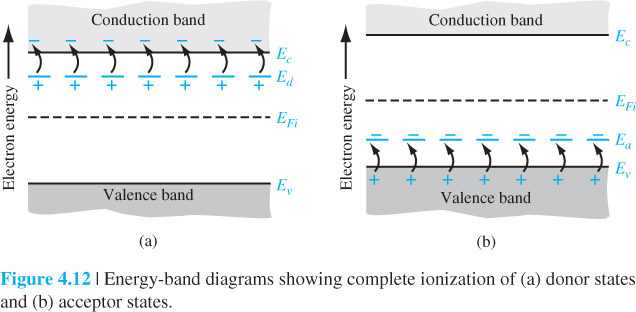 Conduction band
− − − − − − −
E_c
E_d
+ + + + + + +
E_Fi
E_v
Valence band
Electron energy
(a)
Conduction band
E_c
E_Fi
− − − − − − −
E_a
E_v
+ + + + + + +
Valence band
Electron energy
(b)
Figure 4.12 | Energy-band diagrams showing complete ionization of (a) donor states
and (b) acceptor states.